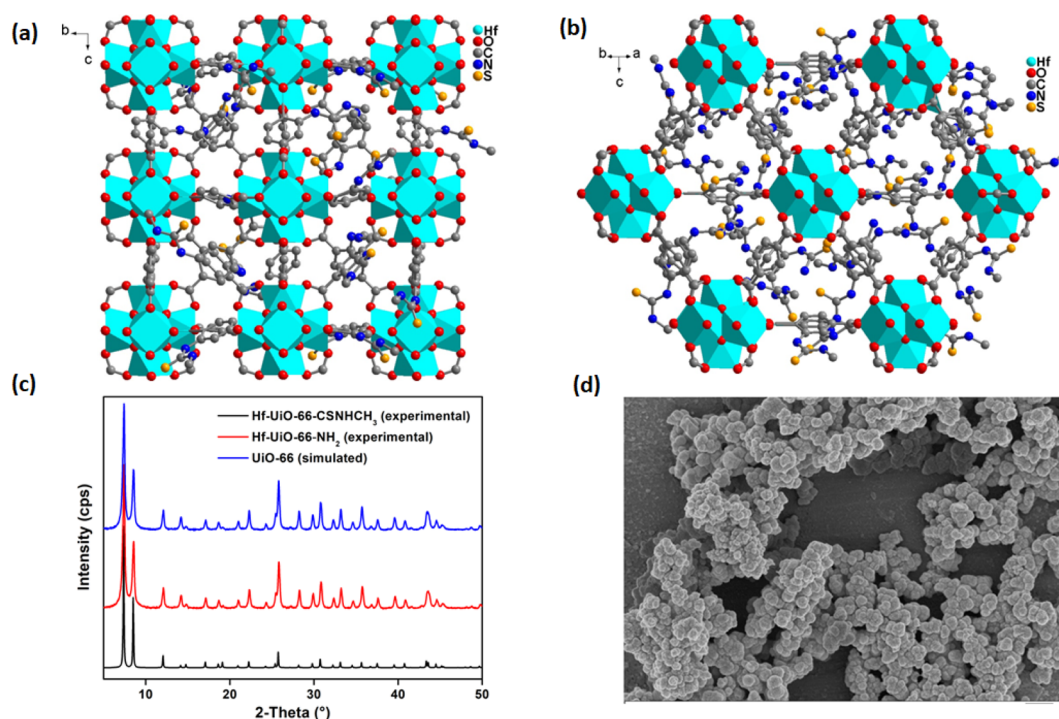 (a)
b
c
Hf
O
C
N
S
(b)
b
a
c
Hf
O
C
N
S
(c)
Hf-UiO-66-CSNHCH₃ (experimental)
Hf-UiO-66-NH₂ (experimental)
UiO-66 (simulated)
Intensity (cps)
10 20 30 40 50
2-Theta (°)
(d)